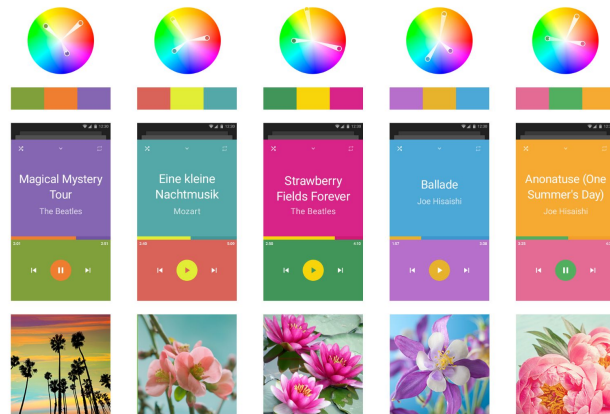 Magical Mystery
Tour
The Beatles
Eine kleine
Nachtmusik
Mozart
Strawberry
Fields Forever
The Beatles
Ballade
Joe Hisaishi
Anonatuse (One
Summer's Day)
Joe Hisaishi